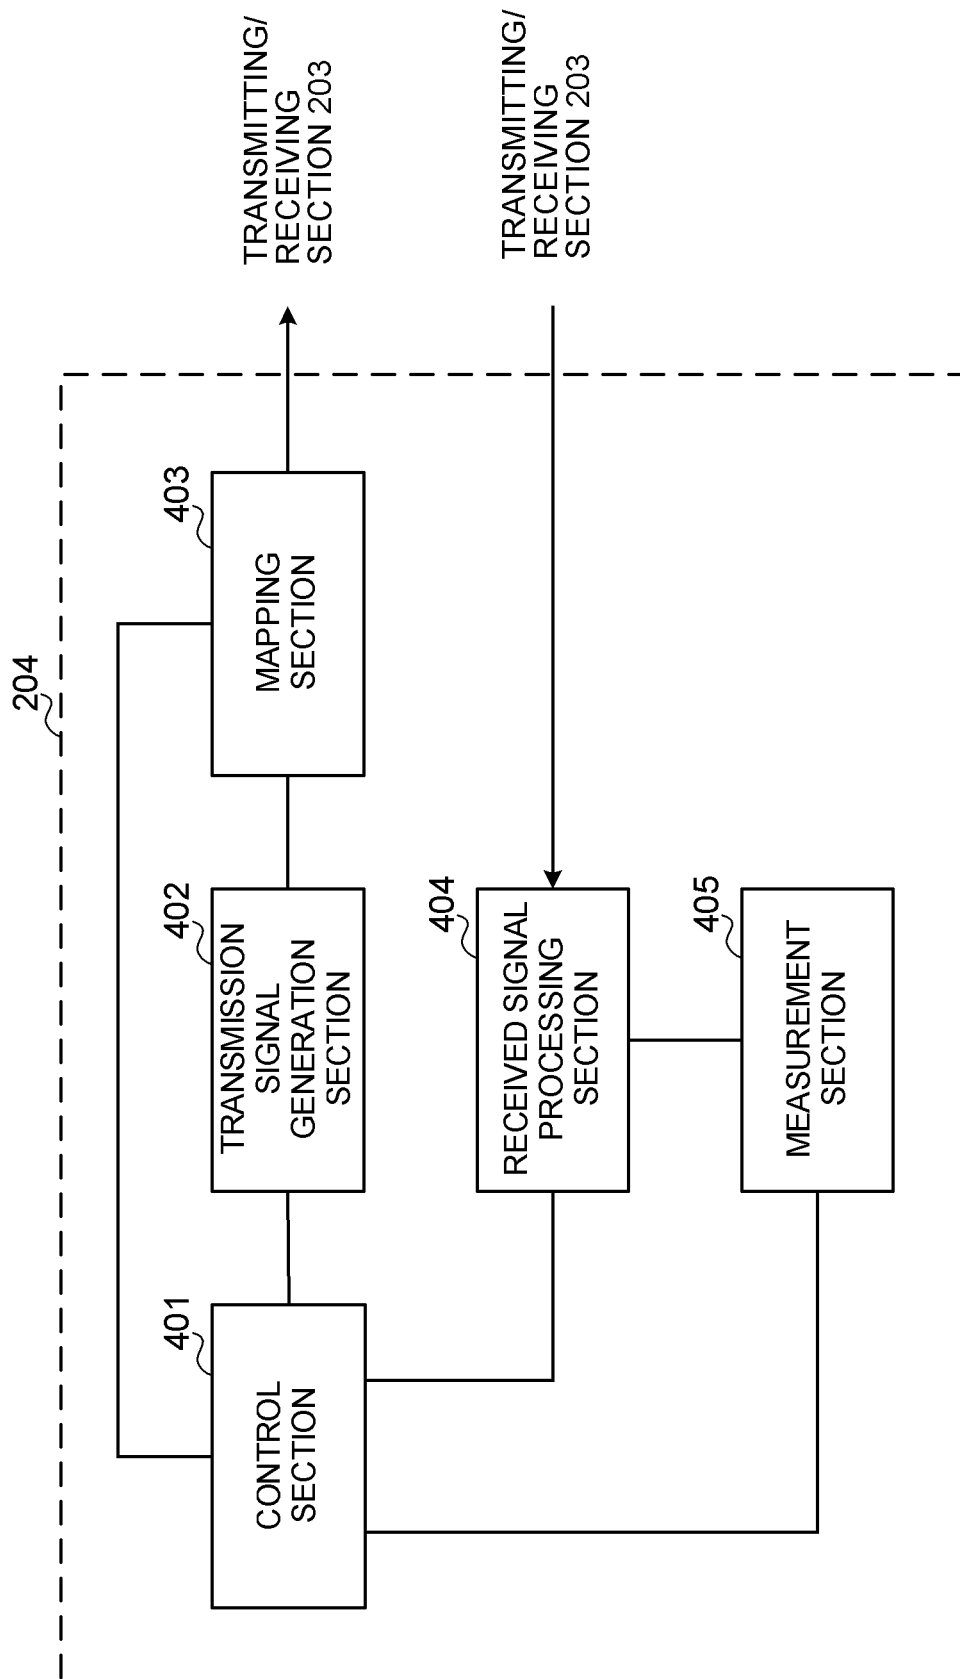 204
401
CONTROL
SECTION
402
TRANSMISSION
SIGNAL
GENERATION
SECTION
403
MAPPING
SECTION
TRANSMITTING/
RECEIVING
SECTION 203
404
RECEIVED SIGNAL
PROCESSING
SECTION
TRANSMITTING/
RECEIVING
SECTION 203
405
MEASUREMENT
SECTION